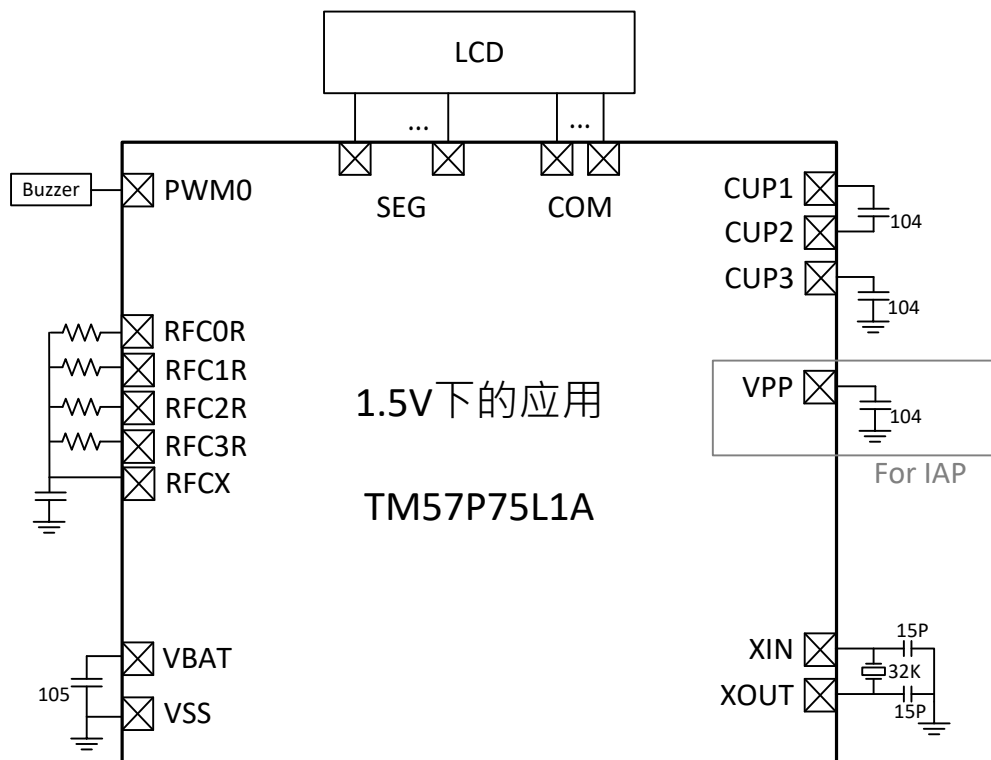 LCD
...
...
Buzzer
PWM0
SEG
COM
CUP1
CUP2
104
CUP3
104
RFC0R
RFC1R
RFC2R
RFC3R
RFCX
1.5V下的应用
TM57P75L1A
VPP
104
For IAP
VBAT
105
VSS
XIN
15P
32K
XOUT
15P